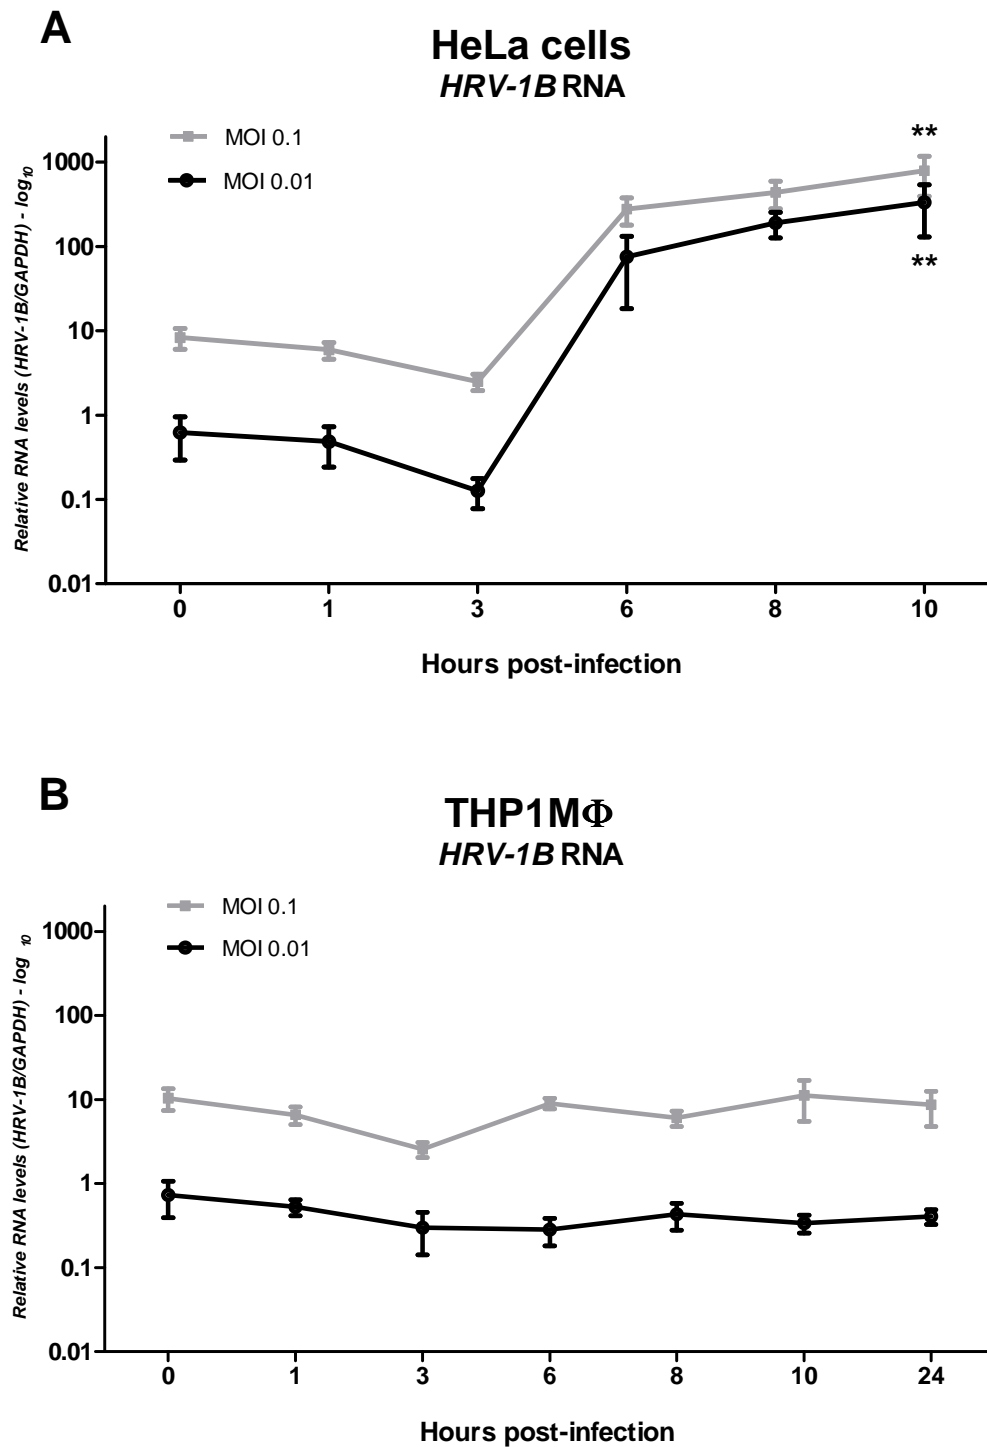 A
HeLa cells
HRV-1B RNA
MOI 0.1
MOI 0.01
**
**
Relative RNA levels (HRV-1B/GAPDH) - log10
1000
100
10
1
0.1
0.01
0 1 3 6 8 10
Hours post-infection
B
THP1MΦ
HRV-1B RNA
MOI 0.1
MOI 0.01
Relative RNA levels (HRV-1B/GAPDH) - log 10
1000
100
10
1
0.1
0.01
0 1 3 6 8 10 24
Hours post-infection